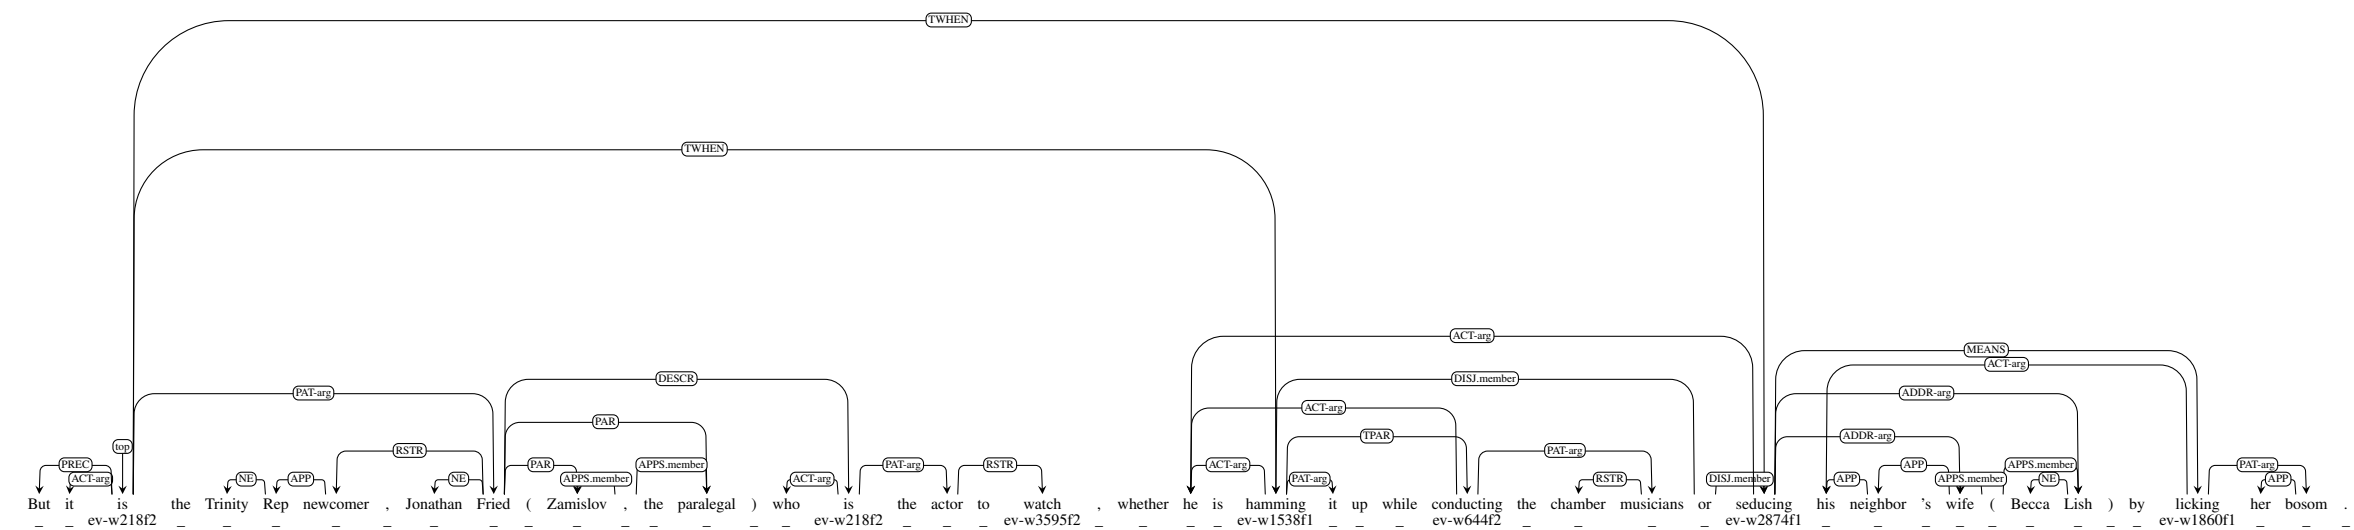 TWHEN
TWHEN
ACT-arg
MEANS
ACT-arg
DESCR DISJ.member
PAT-arg ADDR-arg
ACT-arg
PAR
TPAR ADDR-arg
top
RSTR PAT-arg
PREC PAR APPS.member PAT-arg RSTR ACT-arg APP APPS.member PAT-arg
ACT-arg NE APP NE APPS.member ACT-arg PAT-arg RSTR DISJ.member APP APPS.member NE APP
But it is the Trinity Rep newcomer , Jonathan Fried ( Zamislov , the paralegal ) who is the actor to watch , whether he is hamming it up while conducting the chamber musicians or seducing his neighbor 's wife ( Becca Lish ) by licking her bosom .
_ _ ev-w218f2 _ _ _ _ _ _ _ _ _ _ _ _ _ _ ev-w218f2 _ _ _ ev-w3595f2 _ _ _ _ ev-w1538f1 _ _ _ ev-w644f2 _ _ _ _ ev-w2874f1 _ _ _ _ _ _ _ _ _ ev-w1860f1 _ _ _